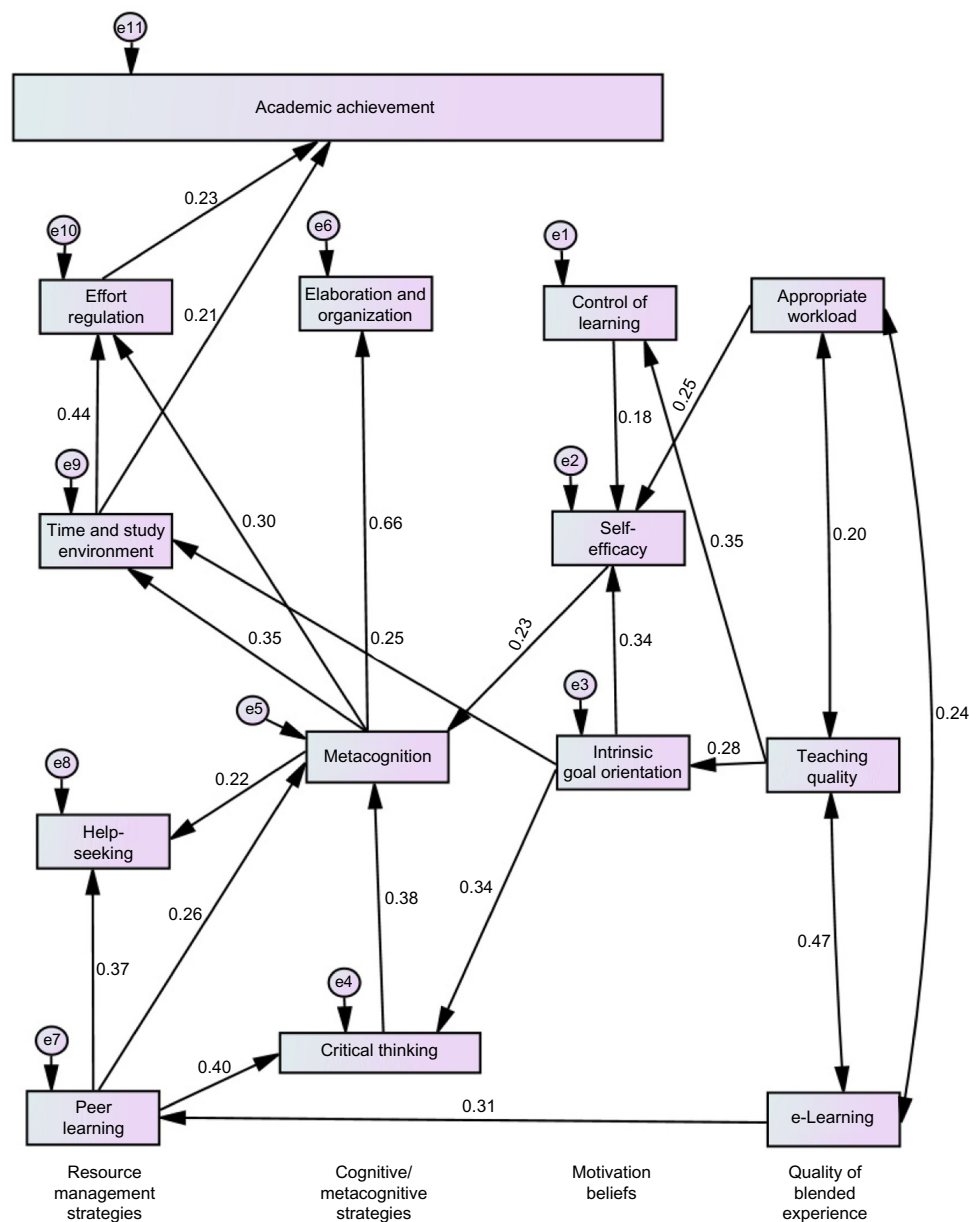 e11
Academic achievement
0.23
e10
e6
e1
Effort
regulation
Elaboration and
organization
Control of
learning
Appropriate
workload
0.21
0.44
0.18
0.25
e9
e2
Time and study
environment
0.30
0.66
Self-
efficacy
0.35
0.20
0.35
0.25
0.23
0.34
e5
e3
0.24
Metacognition
Intrinsic
goal orientation
0.28
Teaching
quality
e8
0.22
Help-
seeking
0.26
0.38
0.34
0.47
0.37
e4
e7
Critical thinking
0.40
Peer
learning
0.31
e-Learning
Resource
management
strategies
Cognitive/
metacognitive
strategies
Motivation
beliefs
Quality of
blended
experience